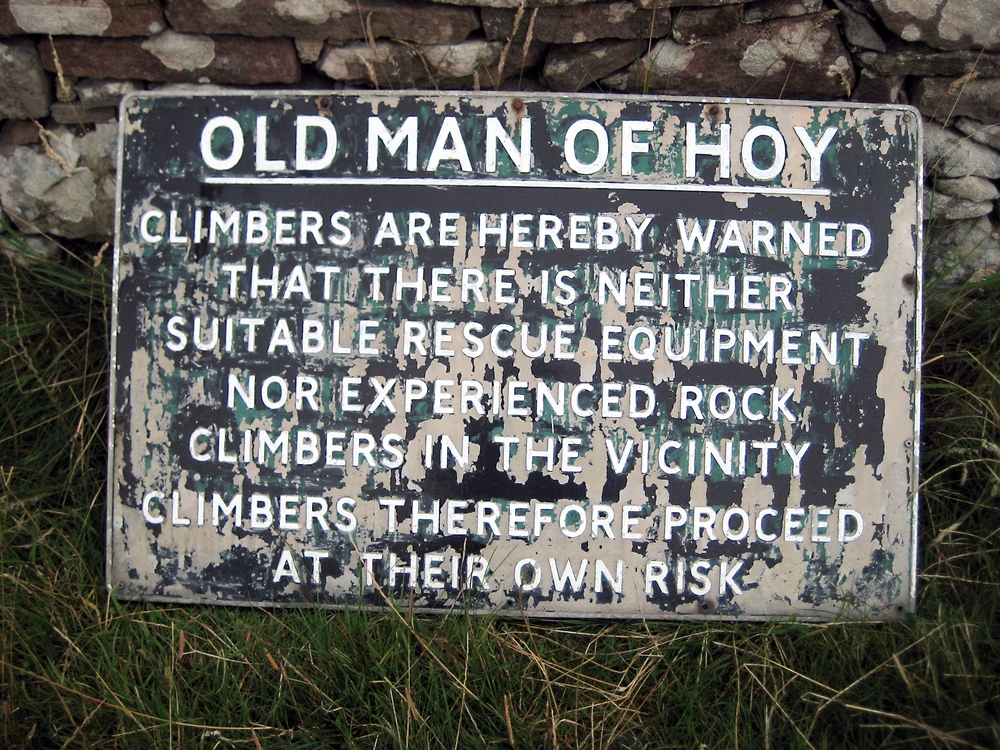 OLD MAN OF HOY
CLIMBERS ARE HEREBY WARNED
THAT THERE IS NEITHER
SUITABLE RESCUE EQUIPMENT
NOR EXPERIENCED ROCK
CLIMBERS IN THE VICINITY
CLIMBERS THEREFORE PROCEED
AT THEIR OWN RISK